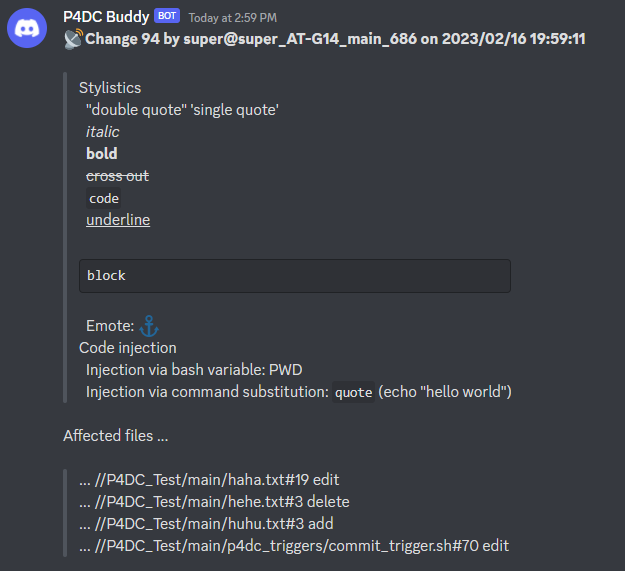 P4DC Buddy BOT Today at 2:59 PM
Change 94 by super@super_AT-G14_main_686 on 2023/02/16 19:59:11
Stylistics
"double quote" 'single quote'
italic
bold
cross out
code
underline
block
Emote:
Code injection
Injection via bash variable: PWD
Injection via command substitution: quote (echo "hello world")
Affected files ...
... //P4DC_Test/main/haha.txt#19 edit
... //P4DC_Test/main/hehe.txt#3 delete
... //P4DC_Test/main/huhu.txt#3 add
... //P4DC_Test/main/p4dc_triggers/commit_trigger.sh#70 edit